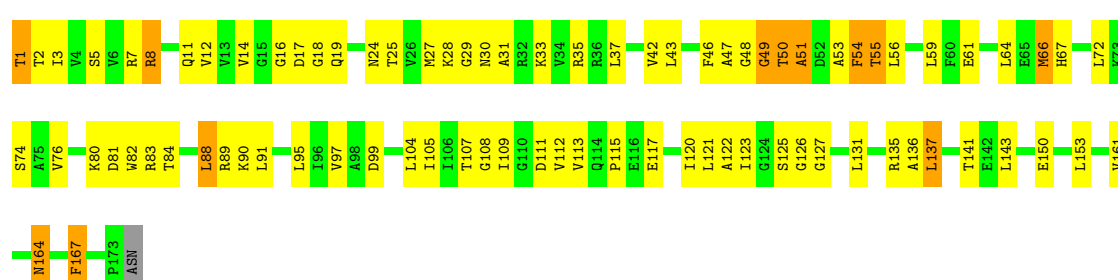 T1 T2 I3 V4 S5 V6 R7 R8 Q11 V12 V13 V14 G15 G16 D17 G18 Q19 N24 T25 V26 M27 K28 G29 N30 A31 R32 K33 V34 R35 R36 L37 V42 L43 F46 A47 G48 G49 T50 A51 D52 A53 F54 T55 L56 L59 F60 E61 L64 E65 M66 H67 L72 K73
S74 A75 V76 K80 D81 W82 R83 T84 L88 R89 K90 L91 L95 I96 V97 A98 D99 L104 I105 I106 T107 G108 I109 G110 D111 V112 V113 Q114 P115 E116 E117 I120 L121 A122 I123 G124 S125 G126 G127 L131 R135 A136 L137 T141 E142 L143 E150 L153 V161
N164 F167 P173 ASN